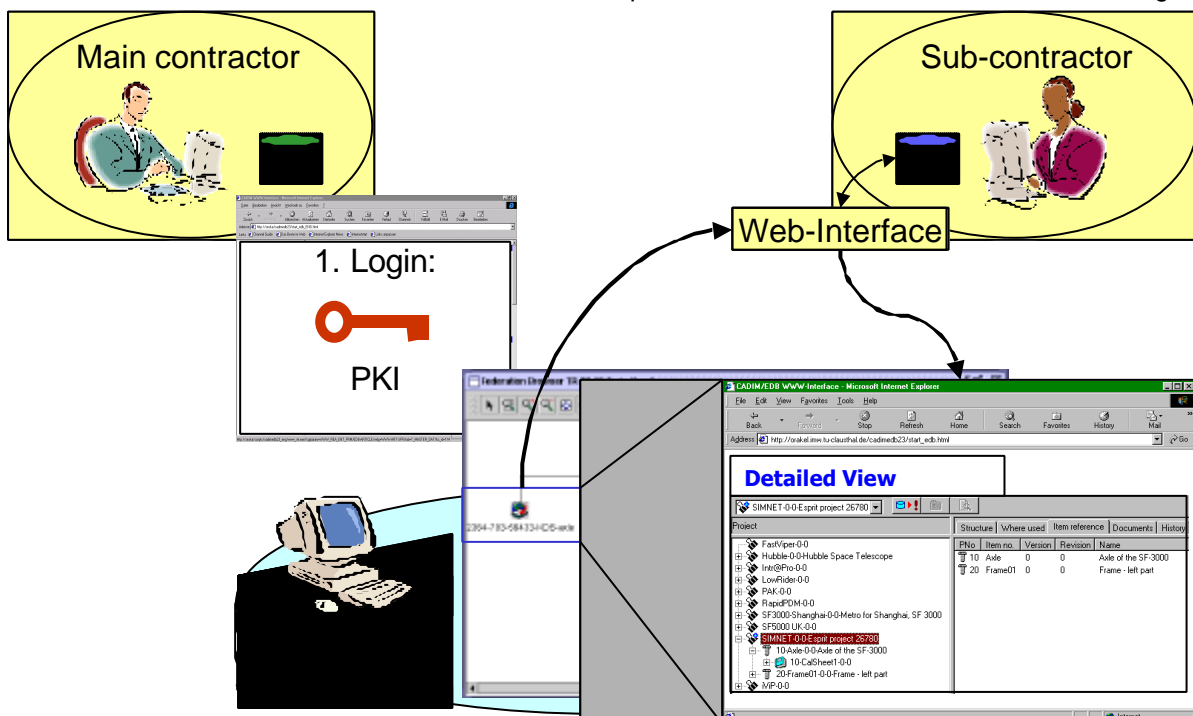 Main contractor
Sub-contractor
Web-Interface
1. Login:
PKI
CADIM/EDB WWW-Interface - Microsoft Internet Explorer
File Edit View Favorites Tools Help
Back Forward Stop Refresh Home Search Favorites History Mail
Address http://orakel.imw.tu-clausthal.de/cadimedb23/start_edb.html Go
Detailed View
SIMNET-0-0-Esprit project 26780
Project
Structure Where used Item reference Documents History
PNo Item no. Version Revision Name
10 Axle 0 0 Axle of the SF-3000
20 Frame01 0 0 Frame - left part
FastViper-0-0
Hubble-0-0-Hubble Space Telescope
Intr@Pro-0-0
LowRider-0-0
PAK-0-0
RapidPDM-0-0
SF3000-Shanghai-0-0-Metro for Shanghai, SF 3000
SF5000 UK-0-0
SIMNET-0-0-Esprit project 26780
10-Axle-0-0-Axle of the SF-3000
10-CalSheet1-0-0
20-Frame01-0-0-Frame - left part
iViP-0-0
Internet